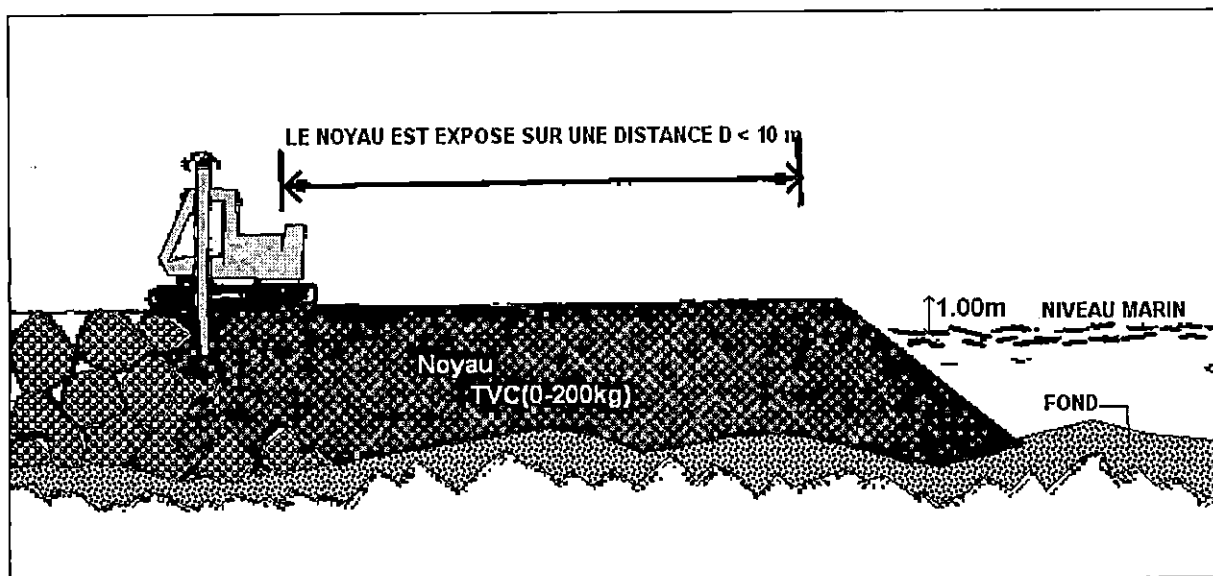 LE NOYAU EST EXPOSE SUR UNE DISTANCE D < 10 m
1.00m
NIVEAU MARIN
Noyau
TVC(0-200kg)
FOND